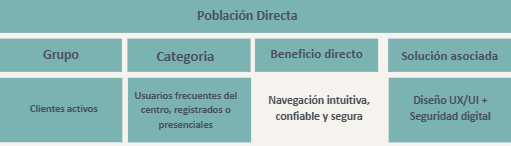 Población Directa
Grupo
Categoria
Beneficio directo
Solución asociada
Clientes activos
Usuarios frecuentes del
centro, registrados o
presenciales
Navegación intuitiva,
confiable y segura
Diseño UX/UI +
Seguridad digital